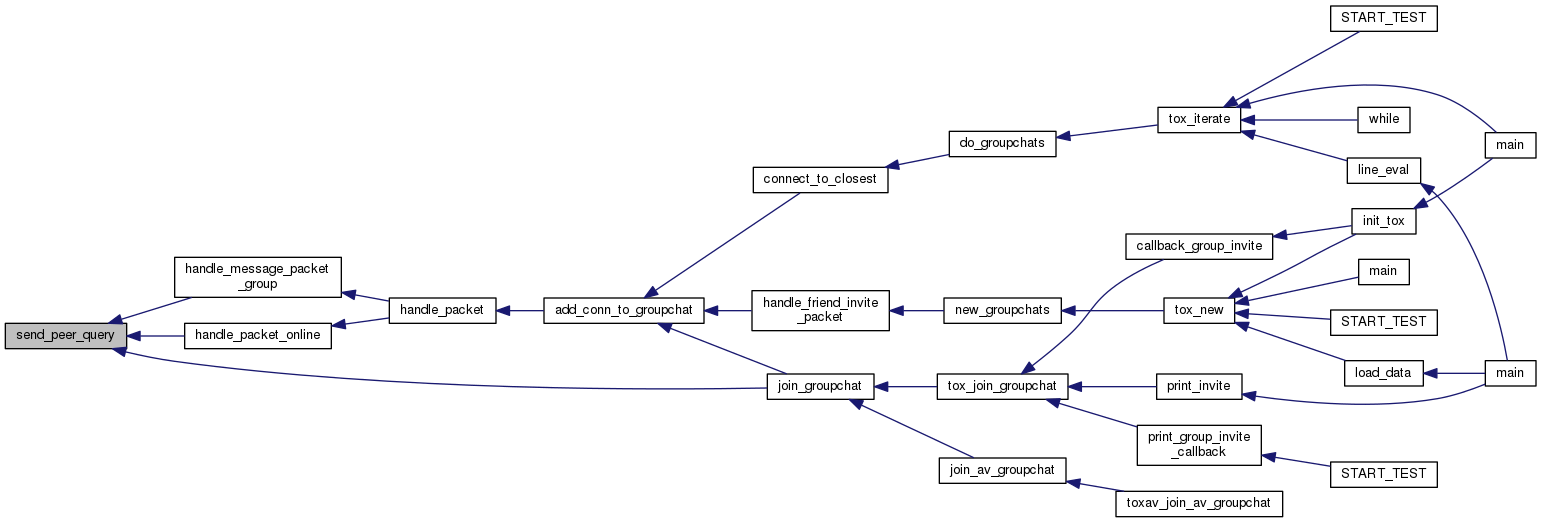 START_TEST
tox_iterate
while
main
do_groupchats
line_eval
connect_to_closest
init_tox
callback_group_invite
handle_message_packet
_group
main
handle_packet
add_conn_to_groupchat
handle_friend_invite
_packet
new_groupchats
tox_new
START_TEST
send_peer_query
handle_packet_online
load_data
main
join_groupchat
tox_join_groupchat
print_invite
print_group_invite
_callback
join_av_groupchat
START_TEST
toxav_join_av_groupchat